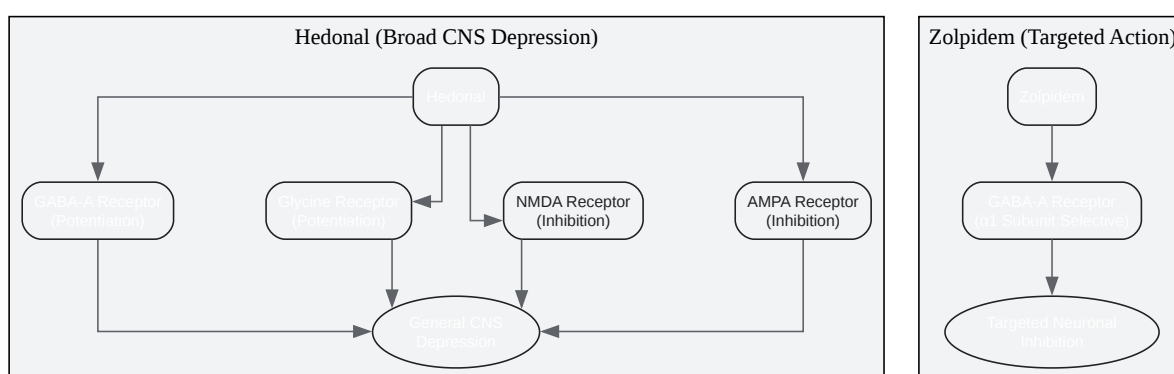 Hedonal (Broad CNS Depression)
Zolpidem (Targeted Action)
Hedonal
Zolpidem
GABA-A Receptor
(Potentiation)
Glycine Receptor
(Potentiation)
NMDA Receptor
(Inhibition)
AMPA Receptor
(Inhibition)
GABA-A Receptor
(α1 Subunit Selective)
General CNS
Depression
Targeted Neuronal
Inhibition